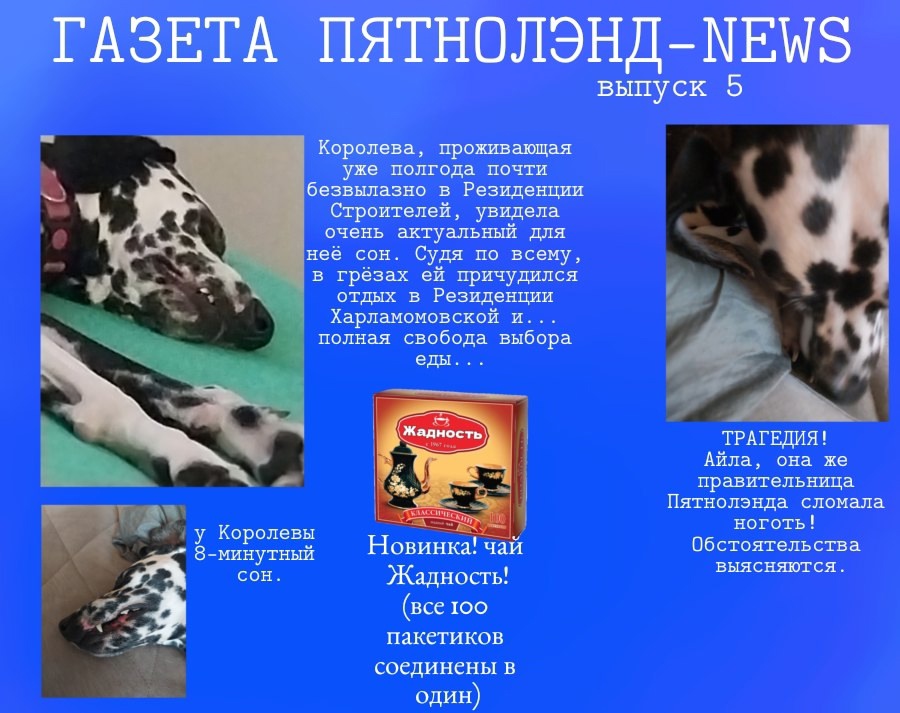 ГАЗЕТА ПЯТНОЛЭНД-NEWS
выпуск 5
Королева, проживающая
уже полгода почти
безвылазно в Резиденции
Строителей, увидела
очень актуальный для
неё сон. Судя по всему,
в грёзах ей причудился
отдых в Резиденции
Харламомовской и...
полная свобода выбора
еды...
Жадность
КЛАССИЧЕСКИЙ
100
Новинка! чай
Жадность!
(все 100
пакетиков
соединены в
один)
у Королевы
8-минутный
сон.
ТРАГЕДИЯ!
Айла, она же
правительница
Пятнолэнда сломала
ноготь!
Обстоятельства
выясняются.